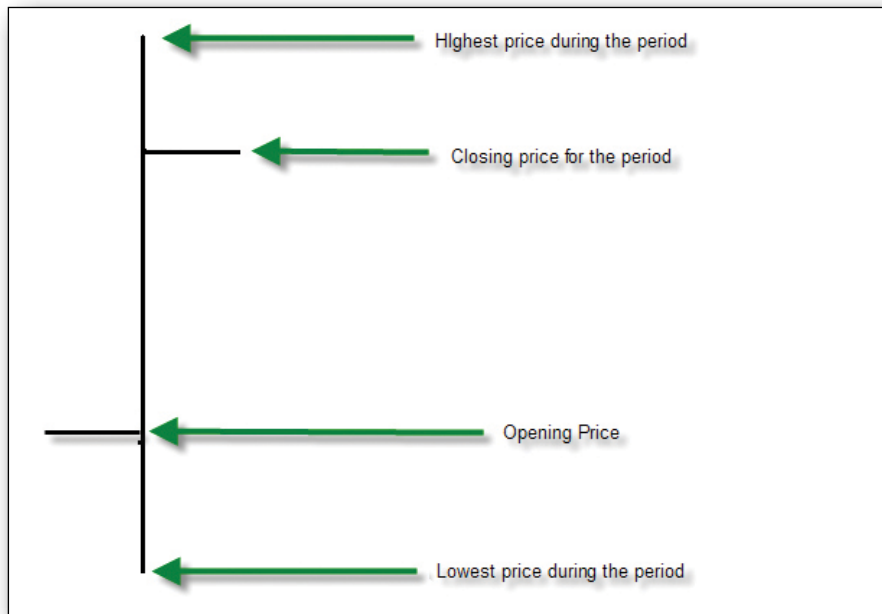 HIghest price during the period
Closing price for the period
Opening Price
Lowest price during the period